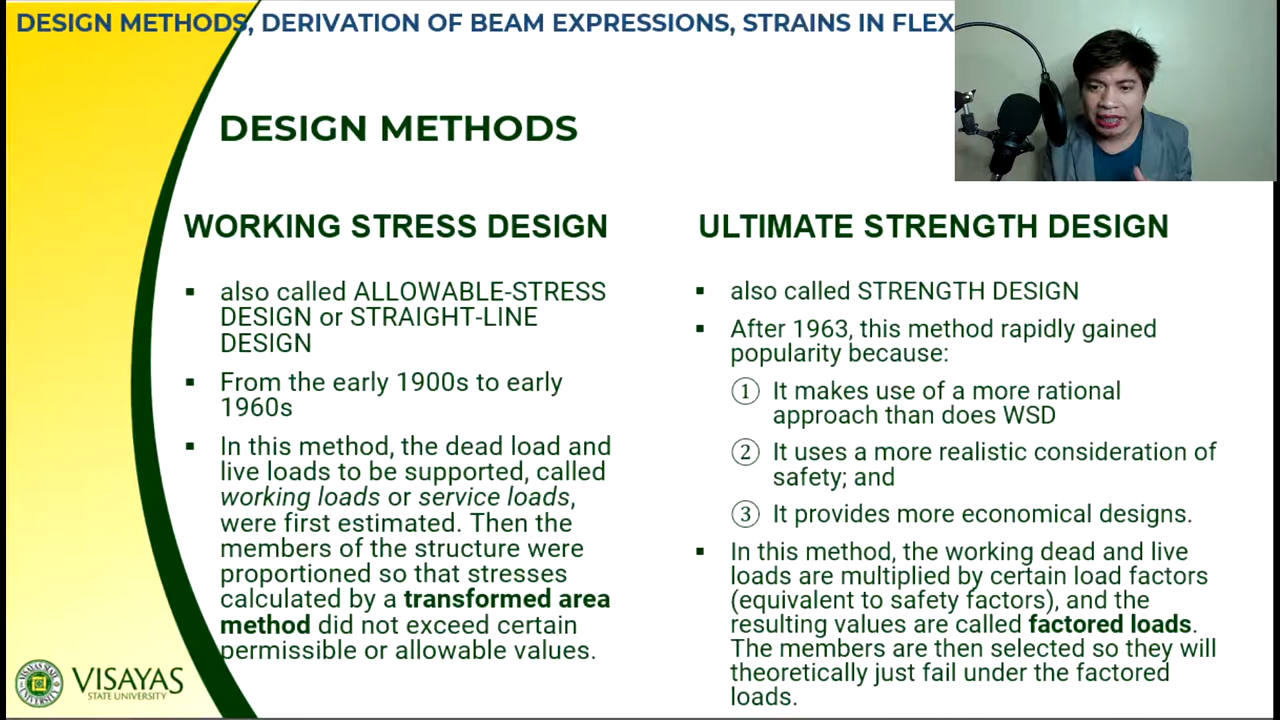 DESIGN METHODS, DERIVATION OF BEAM EXPRESSIONS, STRAINS IN FLEX
DESIGN METHODS
WORKING STRESS DESIGN
▪ also called ALLOWABLE-STRESS
DESIGN or STRAIGHT-LINE
DESIGN
▪ From the early 1900s to early
1960s
▪ In this method, the dead load and
live loads to be supported, called
working loads or service loads,
were first estimated. Then the
members of the structure were
proportioned so that stresses
calculated by a transformed area
method did not exceed certain
permissible or allowable values.
ULTIMATE STRENGTH DESIGN
▪ also called STRENGTH DESIGN
▪ After 1963, this method rapidly gained
popularity because:
① It makes use of a more rational
approach than does WSD
② It uses a more realistic consideration of
safety; and
③ It provides more economical designs.
▪ In this method, the working dead and live
loads are multiplied by certain load factors
(equivalent to safety factors), and the
resulting values are called factored loads.
The members are then selected so they will
theoretically just fail under the factored
loads.
VISAYAS
STATE UNIVERSITY